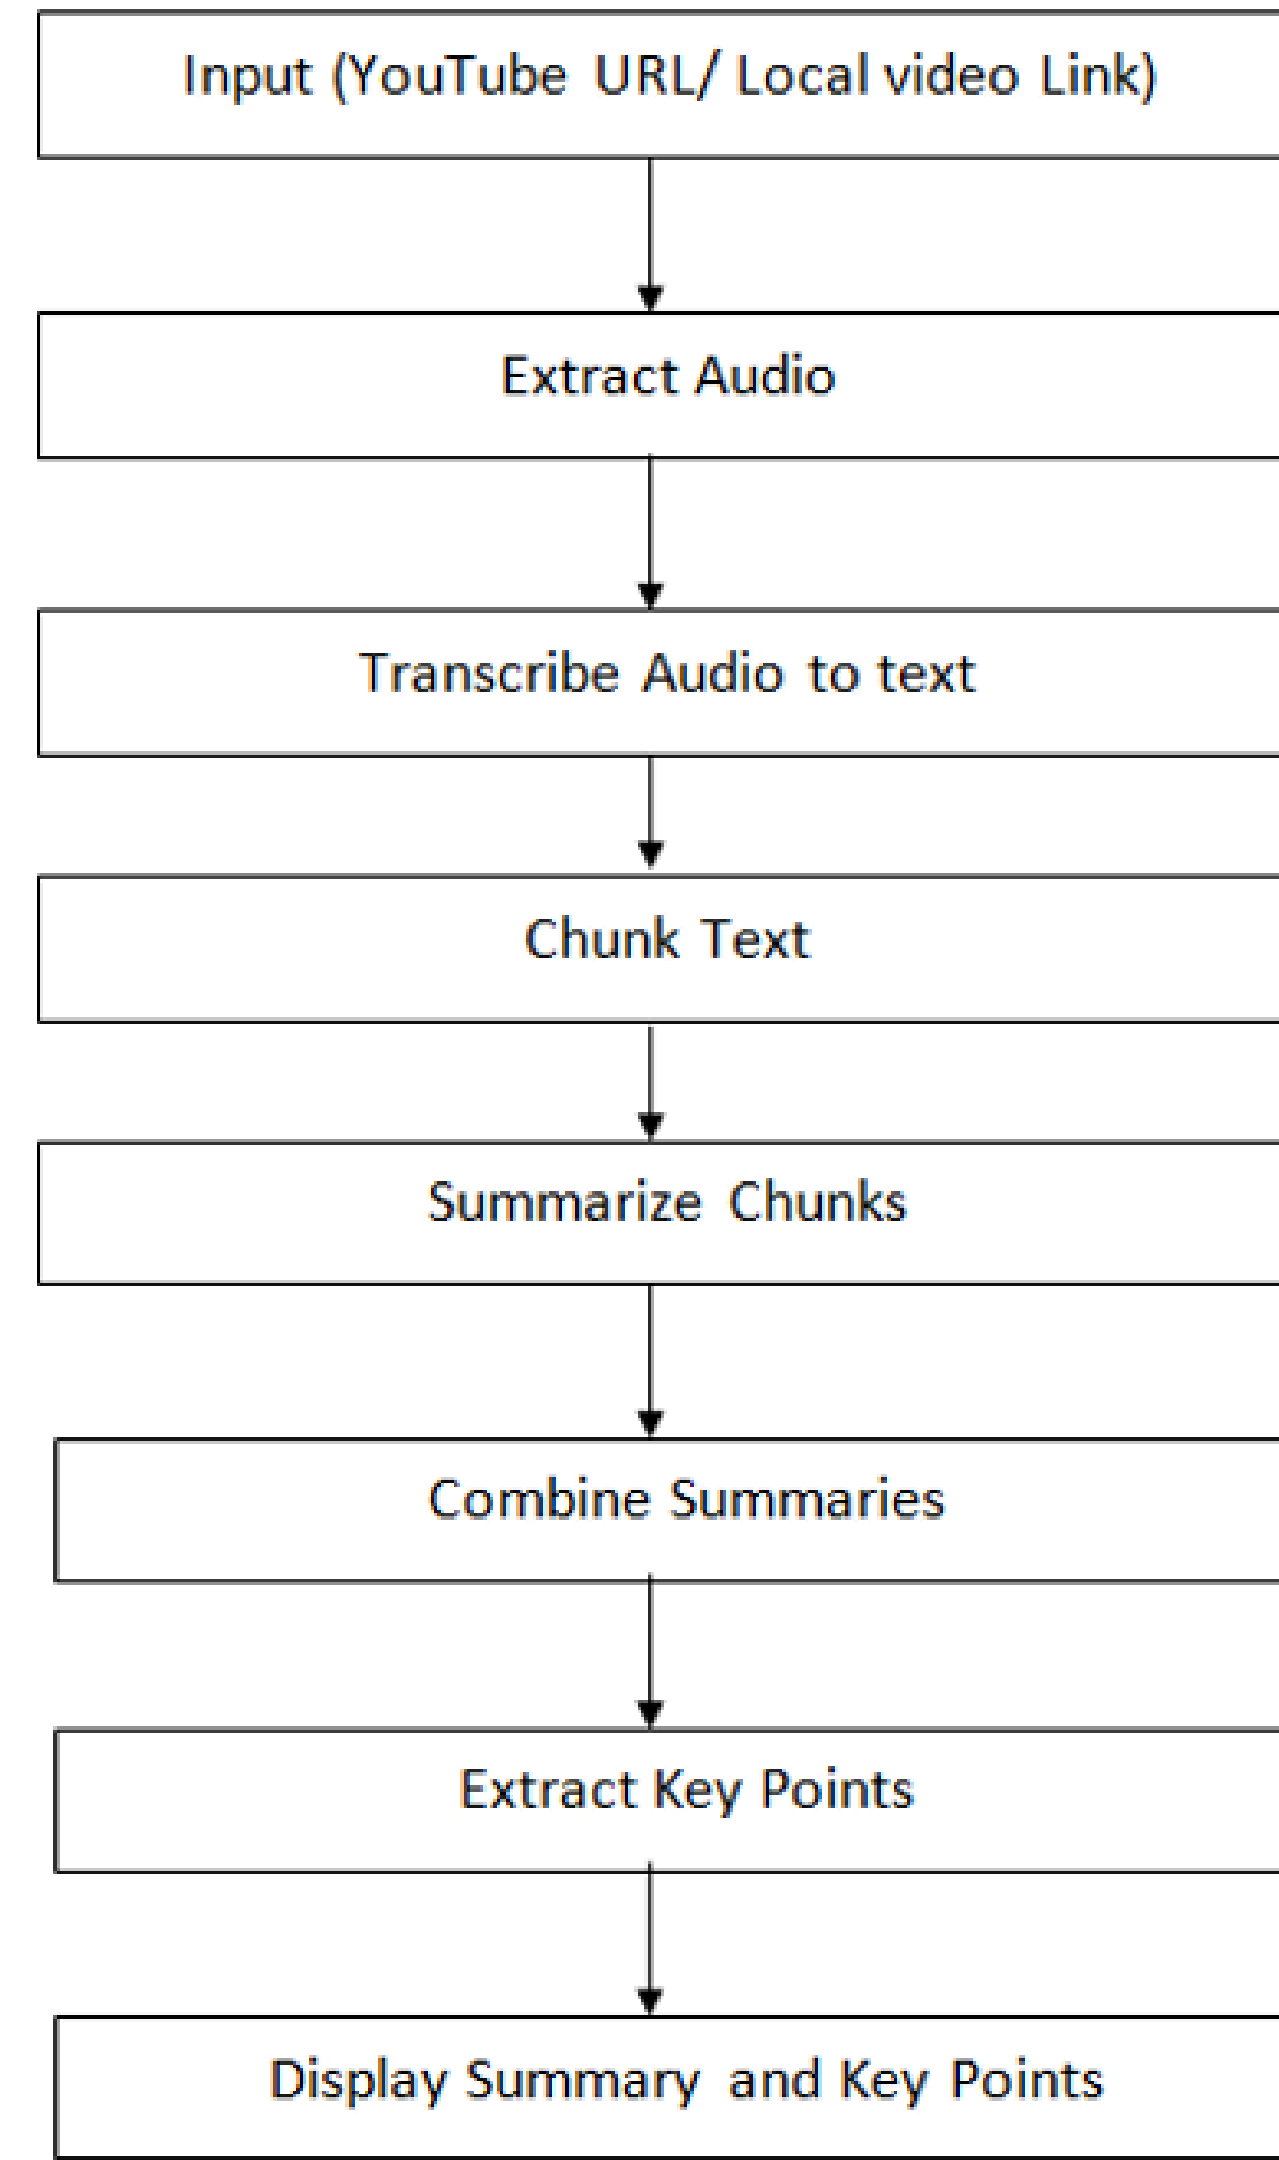 Input (YouTube URL/ Local video Link)
Extract Audio
Transcribe Audio to text
Chunk Text
Summarize Chunks
Combine Summaries
Extract Key Points
Display Summary and Key Points